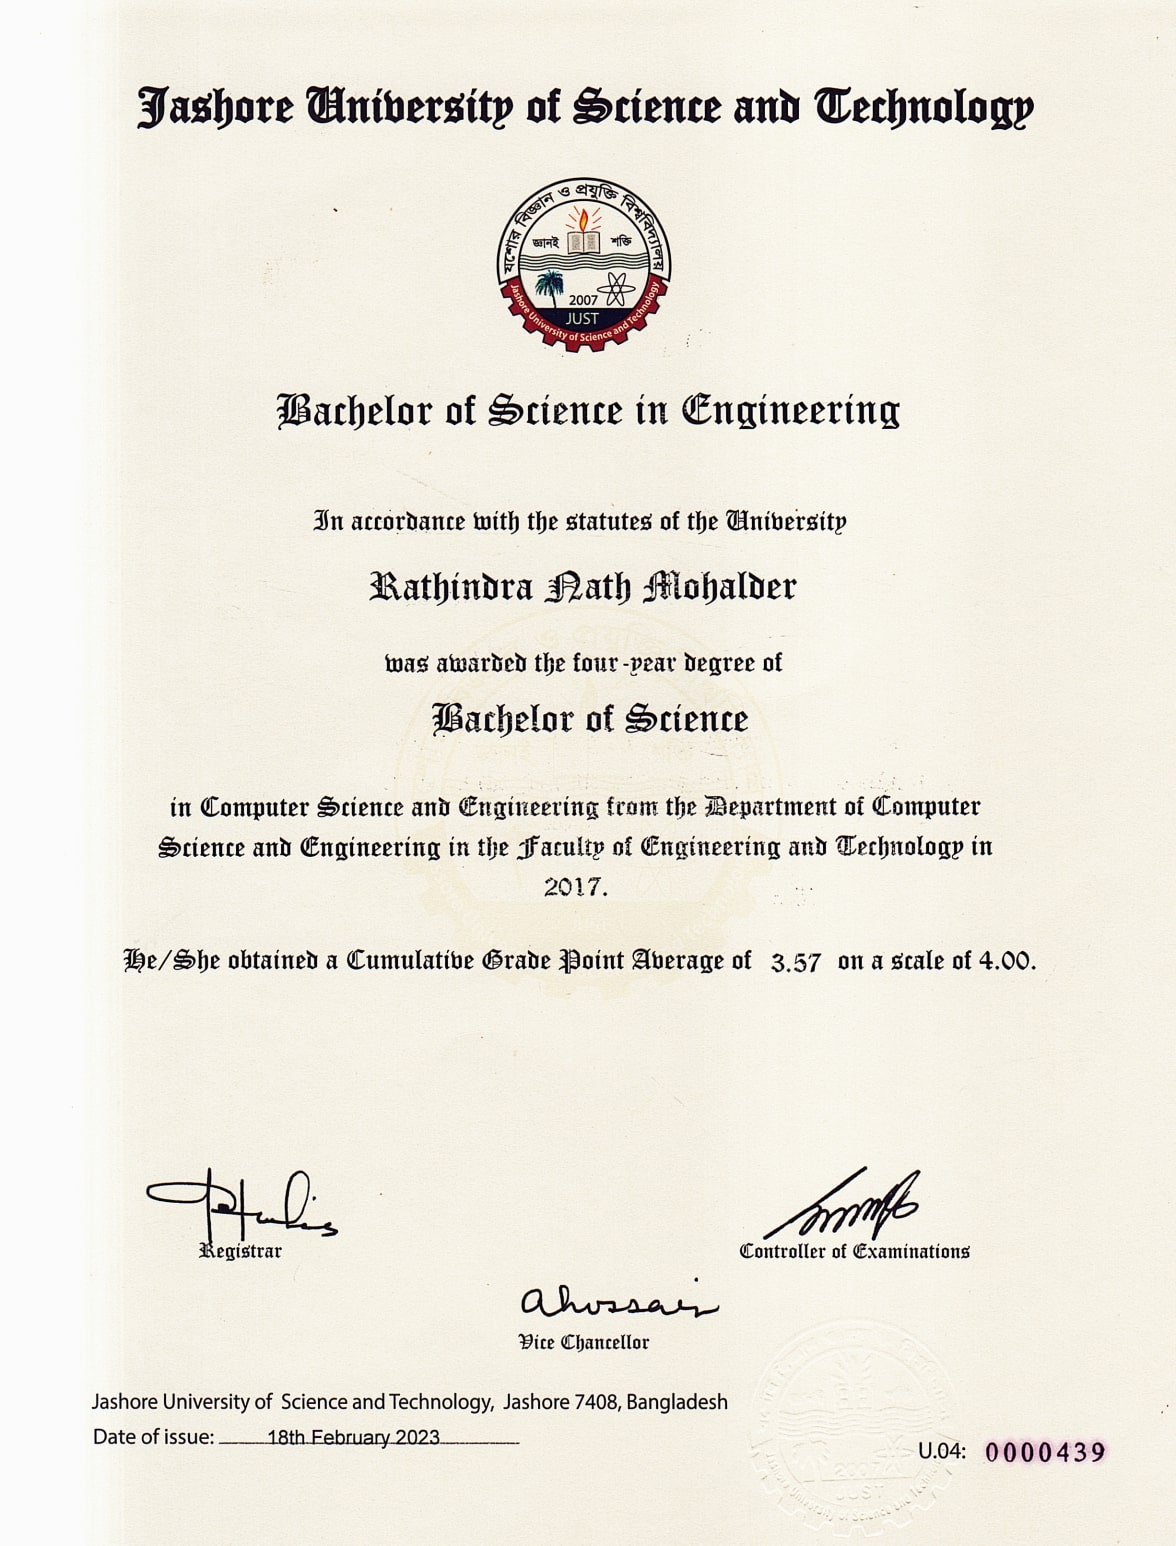 Jashore University of Science and Technology
যশোর বিজ্ঞান ও প্রযুক্তি বিশ্ববিদ্যালয়
জ্ঞানই শক্তি
2007
JUST
Jashore University of Science and Technology
Bachelor of Science in Engineering
In accordance with the statutes of the University
Rathindra Nath Mohalder
was awarded the four-year degree of
Bachelor of Science
in Computer Science and Engineering from the Department of Computer
Science and Engineering in the Faculty of Engineering and Technology in
2017.
He/She obtained a Cumulative Grade Point Average of 3.57 on a scale of 4.00.
Registrar
Controller of Examinations
Ahossain
Vice Chancellor
Jashore University of Science and Technology, Jashore 7408, Bangladesh
Date of issue: 18th February 2023
2007
JUST
U.04: 0000439